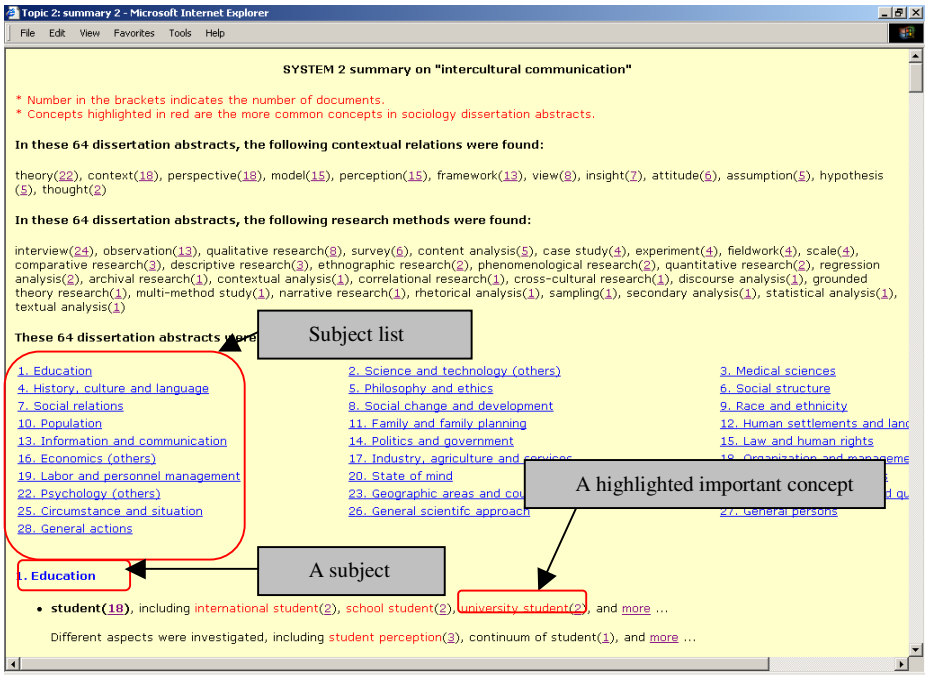 Topic 2: summary 2 - Microsoft Internet Explorer
File Edit View Favorites Tools Help
SYSTEM 2 summary on "intercultural communication"
* Number in the brackets indicates the number of documents.
* Concepts highlighted in red are the more common concepts in sociology dissertation abstracts.
In these 64 dissertation abstracts, the following contextual relations were found:
theory(22), context(18), perspective(18), model(15), perception(15), framework(13), view(8), insight(7), attitude(6), assumption(5), hypothesis
(5), thought(2)
In these 64 dissertation abstracts, the following research methods were found:
interview(24), observation(13), qualitative research(8), survey(6), content analysis(5), case study(4), experiment(4), fieldwork(4), scale(4),
comparative research(3), descriptive research(3), ethnographic research(2), phenomenological research(2), quantitative research(2), regression
analysis(2), archival research(1), contextual analysis(1), correlational research(1), cross-cultural research(1), discourse analysis(1), grounded
theory research(1), multi-method study(1), narrative research(1), rhetorical analysis(1), sampling(1), secondary analysis(1), statistical analysis(1),
textual analysis(1)
These 64 dissertation abstracts were
Subject list
1. Education 2. Science and technology (others) 3. Medical sciences
4. History, culture and language 5. Philosophy and ethics 6. Social structure
7. Social relations 8. Social change and development 9. Race and ethnicity
10. Population 11. Family and family planning 12. Human settlements and land
13. Information and communication 14. Politics and government 15. Law and human rights
16. Economics (others) 17. Industry, agriculture and services 18. Organization and manageme
19. Labor and personnel management 20. State of mind
22. Psychology (others) 23. Geographic areas and cou
A highlighted important concept
25. Circumstance and situation 26. General scientifc approach 27. General persons
28. General actions
A subject
1. Education
• student(18), including international student(2), school student(2), university student(2), and more ...
Different aspects were investigated, including student perception(3), continuum of student(1), and more ...